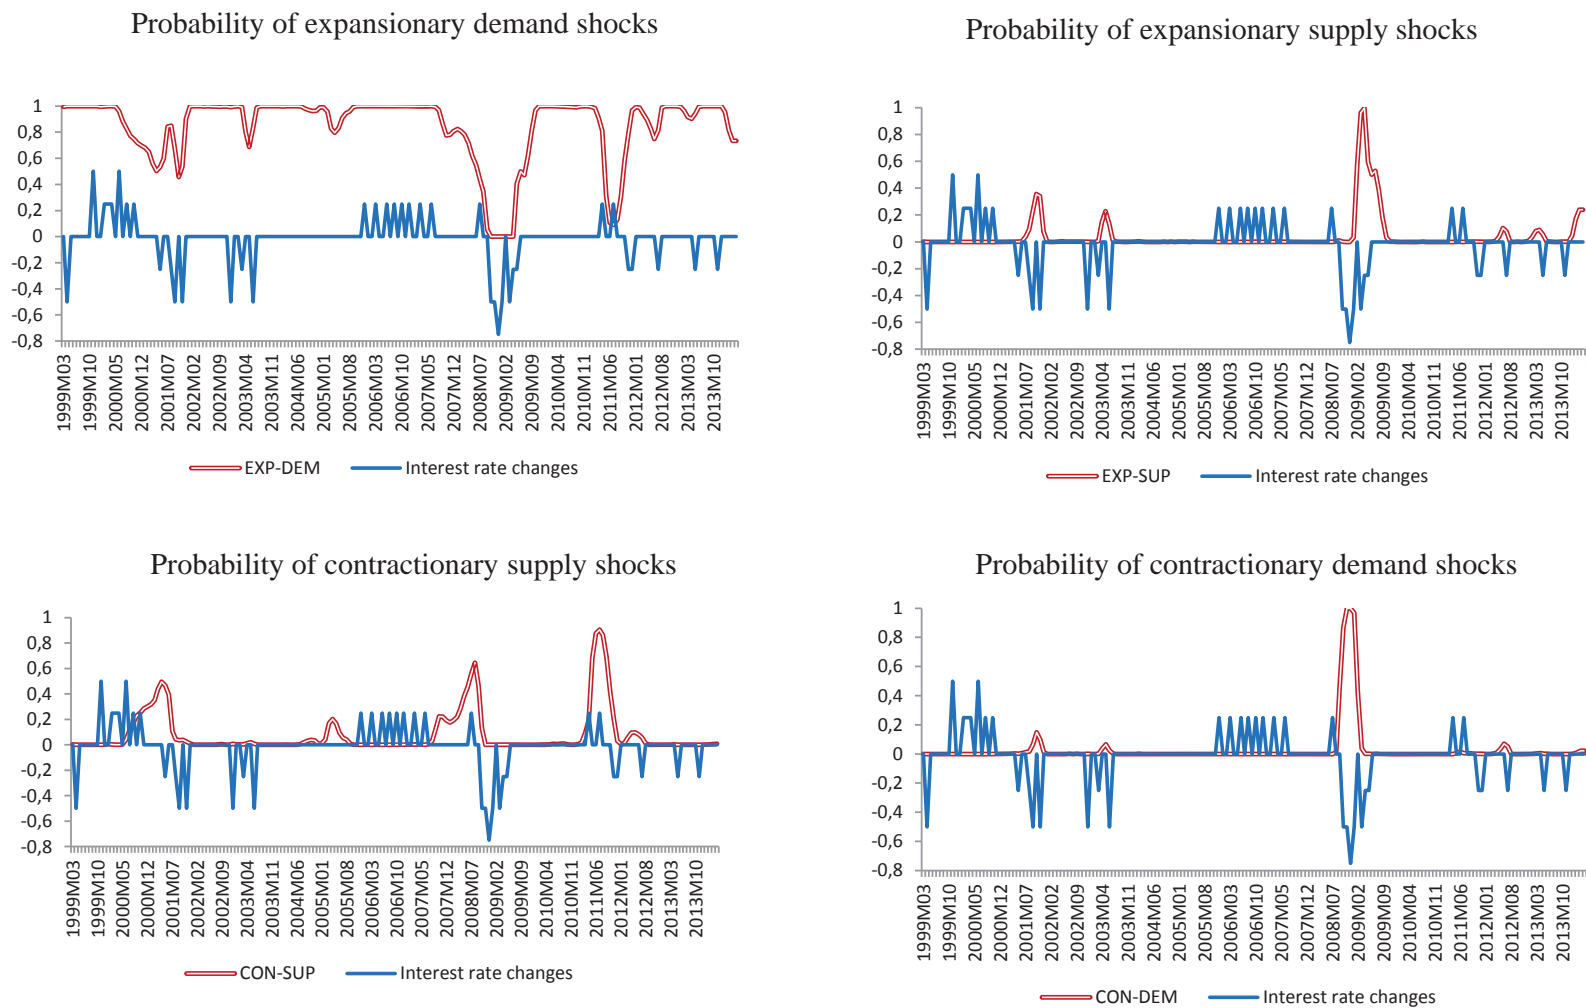 Probability of expansionary demand shocks
1
0,8
0,6
0,4
0,2
0
-0,2
-0,4
-0,6
-0,8
1999M03
1999M10
2000M05
2000M12
2001M07
2002M02
2002M09
2003M04
2003M11
2004M06
2005M01
2005M08
2006M03
2006M10
2007M05
2007M12
2008M07
2009M02
2009M09
2010M04
2010M11
2011M06
2012M01
2012M08
2013M03
2013M10
EXP-DEM Interest rate changes
Probability of expansionary supply shocks
1
0,8
0,6
0,4
0,2
0
-0,2
-0,4
-0,6
-0,8
1999M03
1999M10
2000M05
2000M12
2001M07
2002M02
2002M09
2003M04
2003M11
2004M06
2005M01
2005M08
2006M03
2006M10
2007M05
2007M12
2008M07
2009M02
2009M09
2010M04
2010M11
2011M06
2012M01
2012M08
2013M03
2013M10
EXP-SUP Interest rate changes
Probability of contractionary supply shocks
1
0,8
0,6
0,4
0,2
0
-0,2
-0,4
-0,6
-0,8
1999M03
1999M10
2000M05
2000M12
2001M07
2002M02
2002M09
2003M04
2003M11
2004M06
2005M01
2005M08
2006M03
2006M10
2007M05
2007M12
2008M07
2009M02
2009M09
2010M04
2010M11
2011M06
2012M01
2012M08
2013M03
2013M10
CON-SUP Interest rate changes
Probability of contractionary demand shocks
1
0,8
0,6
0,4
0,2
0
-0,2
-0,4
-0,6
-0,8
1999M03
1999M10
2000M05
2000M12
2001M07
2002M02
2002M09
2003M04
2003M11
2004M06
2005M01
2005M08
2006M03
2006M10
2007M05
2007M12
2008M07
2009M02
2009M09
2010M04
2010M11
2011M06
2012M01
2012M08
2013M03
2013M10
CON-DEM Interest rate changes